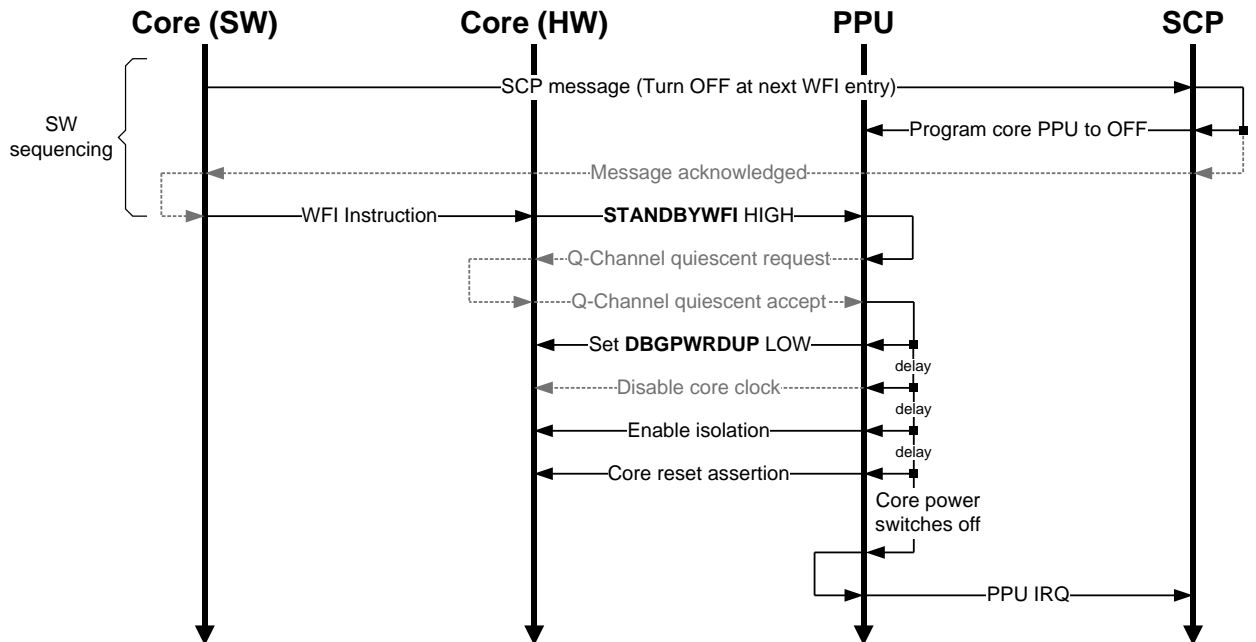 Core (SW)
Core (HW)
PPU
SCP
SCP message (Turn OFF at next WFI entry)
SW
sequencing
Program core PPU to OFF
Message acknowledged
WFI Instruction
STANDBYWFI HIGH
Q-Channel quiescent request
Q-Channel quiescent accept
Set DBGPWRDUP LOW
delay
Disable core clock
delay
Enable isolation
delay
Core reset assertion
Core power
switches off
PPU IRQ